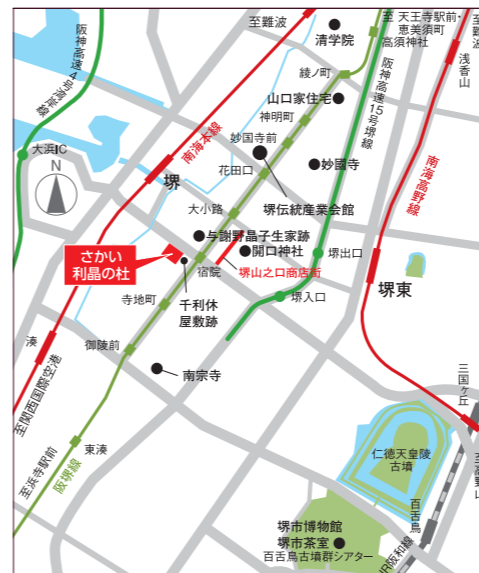 至難波
清学院
至 天王寺駅前・
恵美須町
高須神社
至難波
浅香山
阪神高速4号湾岸線
綾ノ町
山口家住宅
神明町
妙国寺前
阪神高速15号堺線
大浜IC
N
南海本線
堺
花田口
妙國寺
堺伝統産業会館
南海高野線
大小路
与謝野晶子生家跡
開口神社
さかい
利晶の杜
宿院
堺山之口商店街
堺出口
堺東
寺地町
千利休
屋敷跡
堺入口
湊
御陵前
至関西国際空港
南宗寺
三国ヶ丘
仁徳天皇陵
古墳
至高野山
東湊
阪堺線
至浜寺駅前
百舌鳥
堺市博物館
堺市茶室
百舌鳥古墳群シアター
JR阪和線